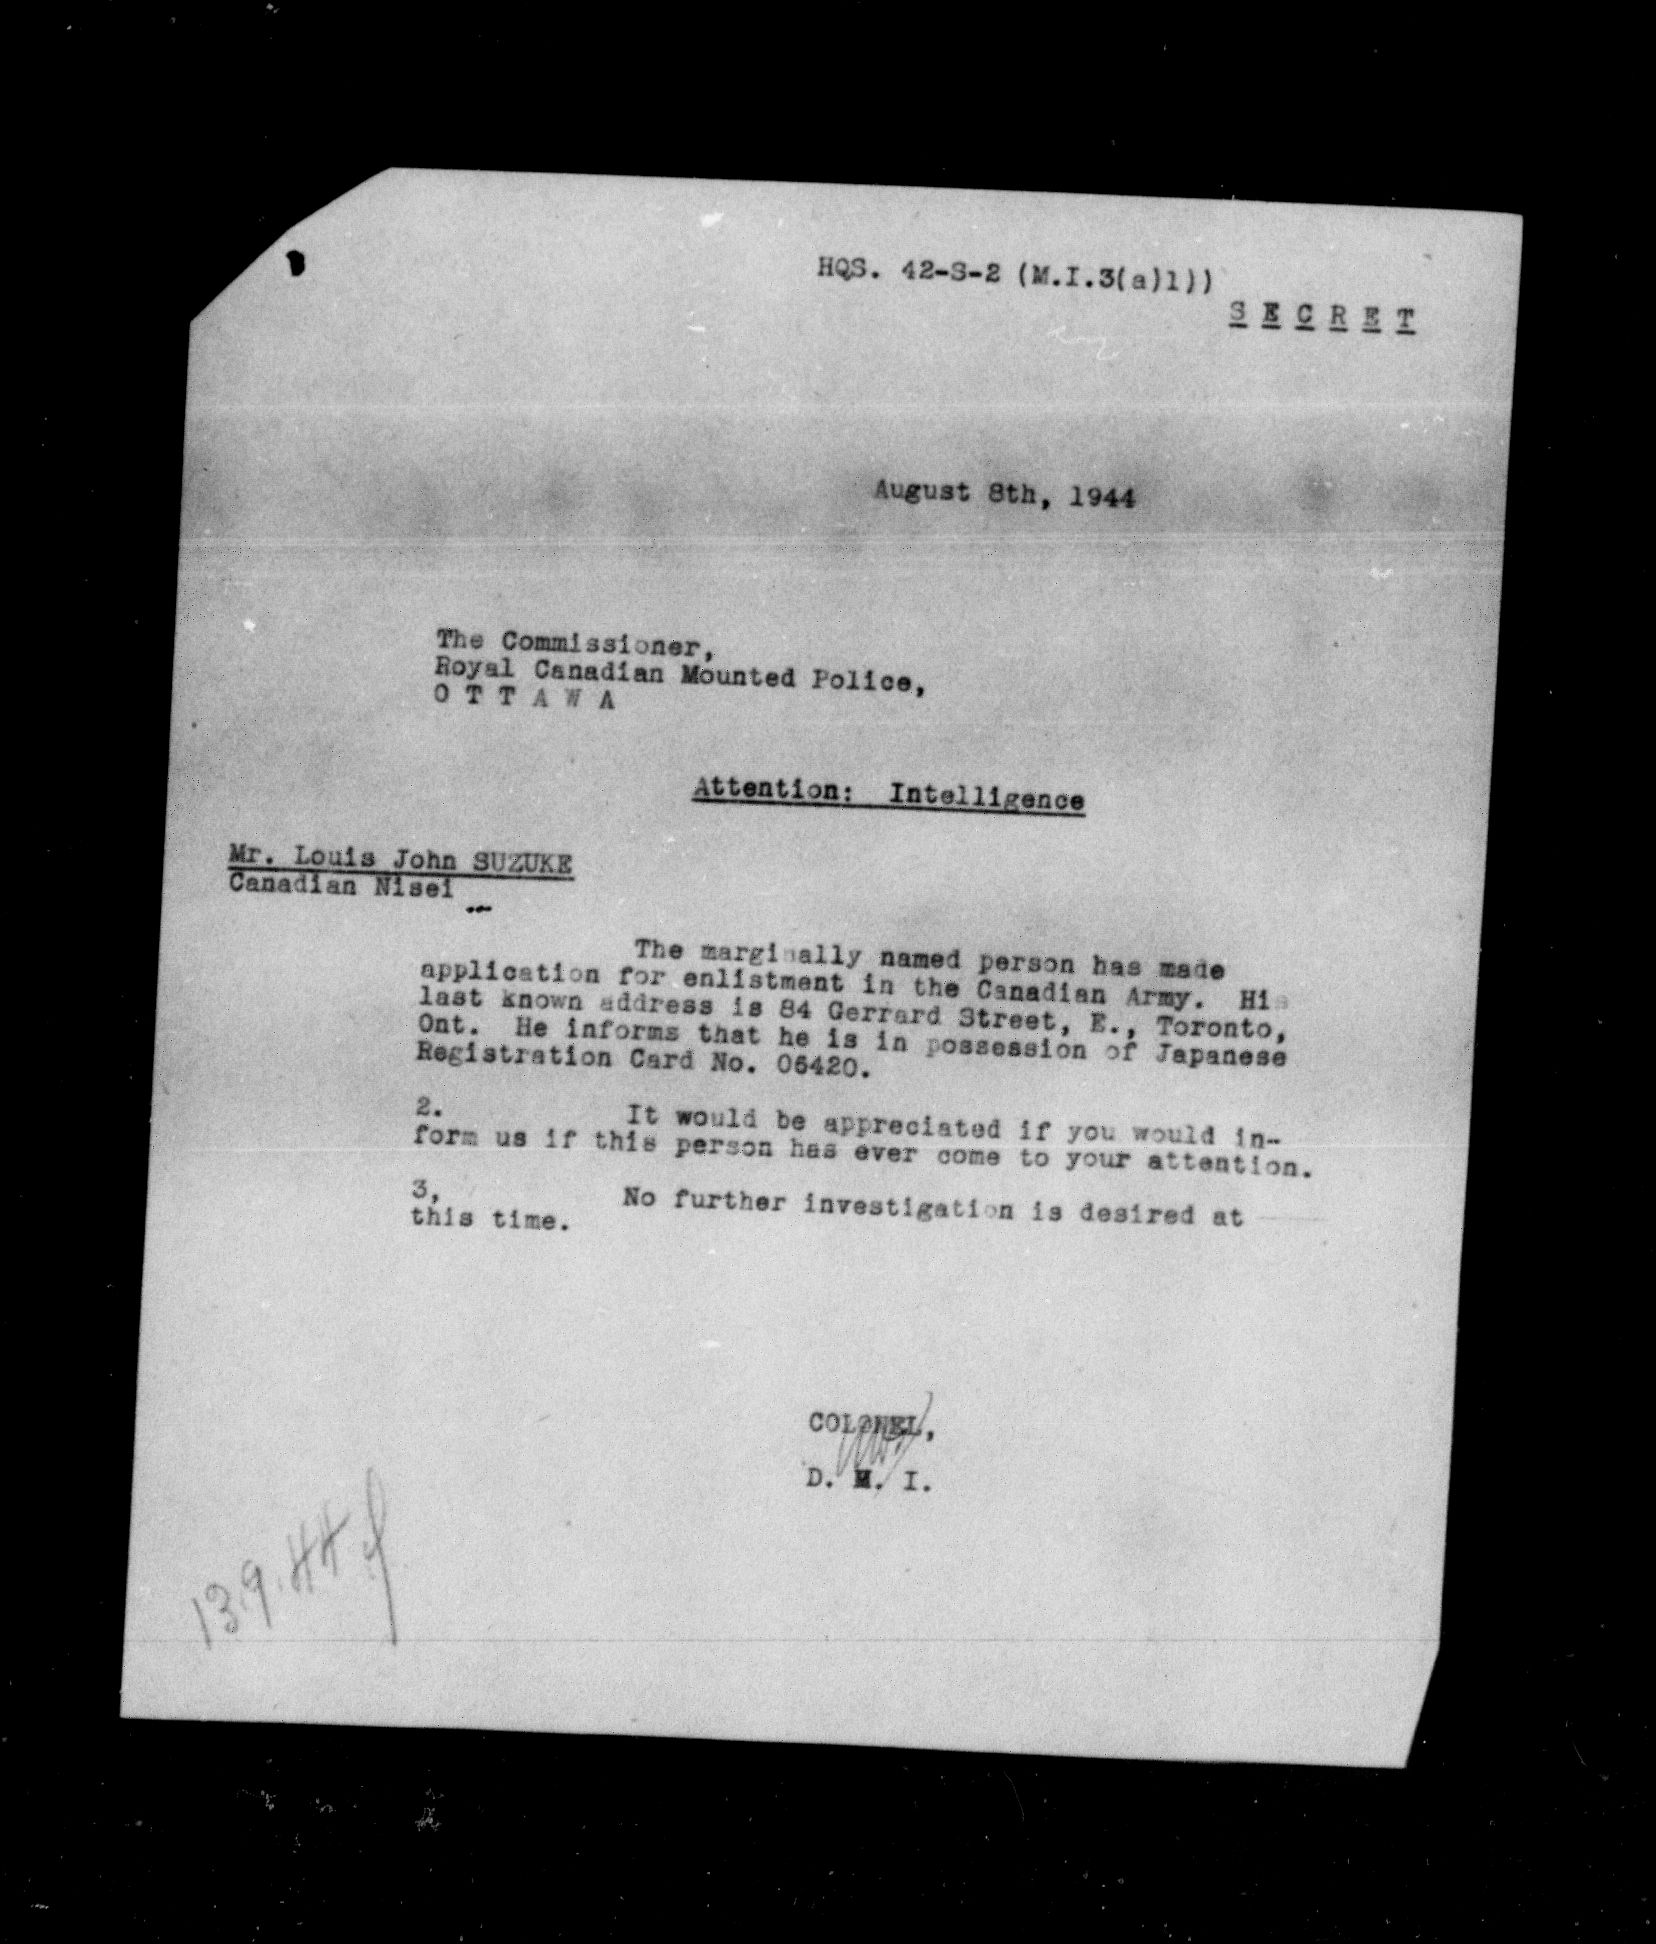 HQS. 42-S-2 (M.I.3(a)1))
S E C R E T
August 8th, 1944
The Commissioner,
Royal Canadian Mounted Police,
O T T A W A
Attention: Intelligence
Mr. Louis John SUZUKE
Canadian Nisei
The marginally named person has made
application for enlistment in the Canadian Army. His
last known address is 84 Gerrard Street, E., Toronto,
Ont. He informs that he is in possession of Japanese
Registration Card No. 06420.
2. It would be appreciated if you would in-
form us if this person has ever come to your attention.
3, No further investigation is desired at
this time.
COLONEL,
D. M. I.
13.9.44